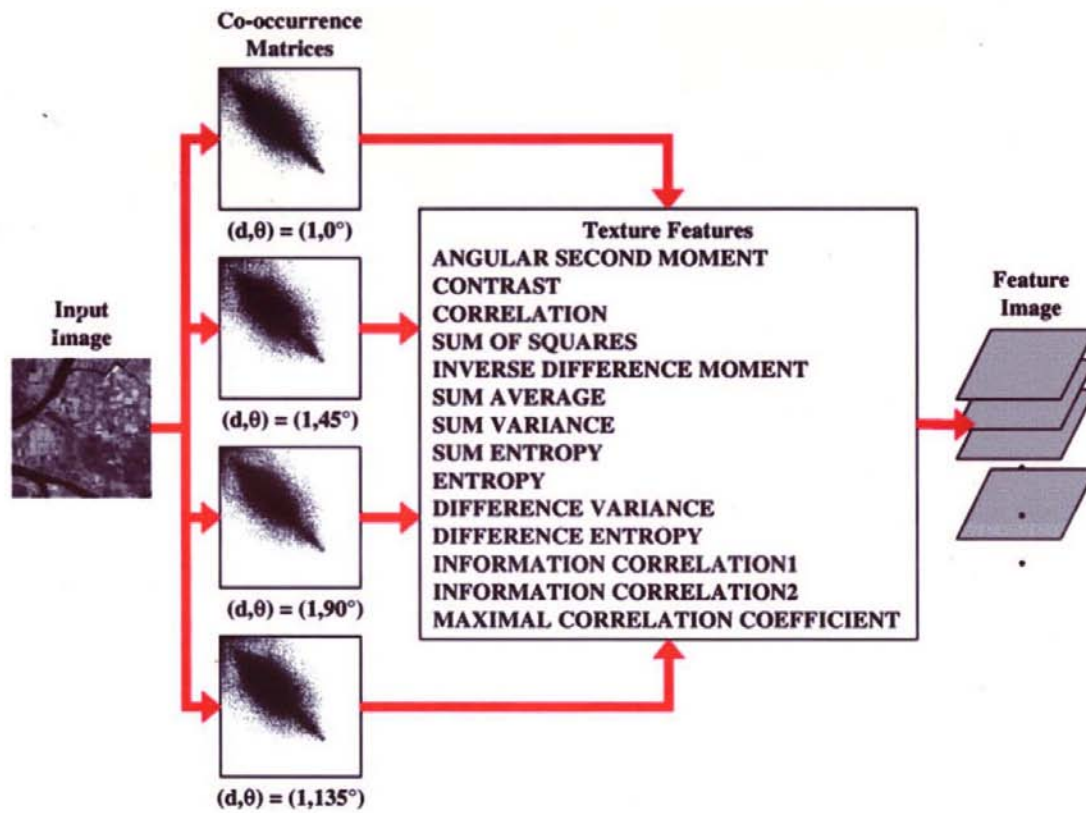 Co-occurrence
Matrices
(d,θ) = (1,0°)
(d,θ) = (1,45°)
(d,θ) = (1,90°)
(d,θ) = (1,135°)
Input
Image
Texture Features
ANGULAR SECOND MOMENT
CONTRAST
CORRELATION
SUM OF SQUARES
INVERSE DIFFERENCE MOMENT
SUM AVERAGE
SUM VARIANCE
SUM ENTROPY
ENTROPY
DIFFERENCE VARIANCE
DIFFERENCE ENTROPY
INFORMATION CORRELATION1
INFORMATION CORRELATION2
MAXIMAL CORRELATION COEFFICIENT
Feature
Image